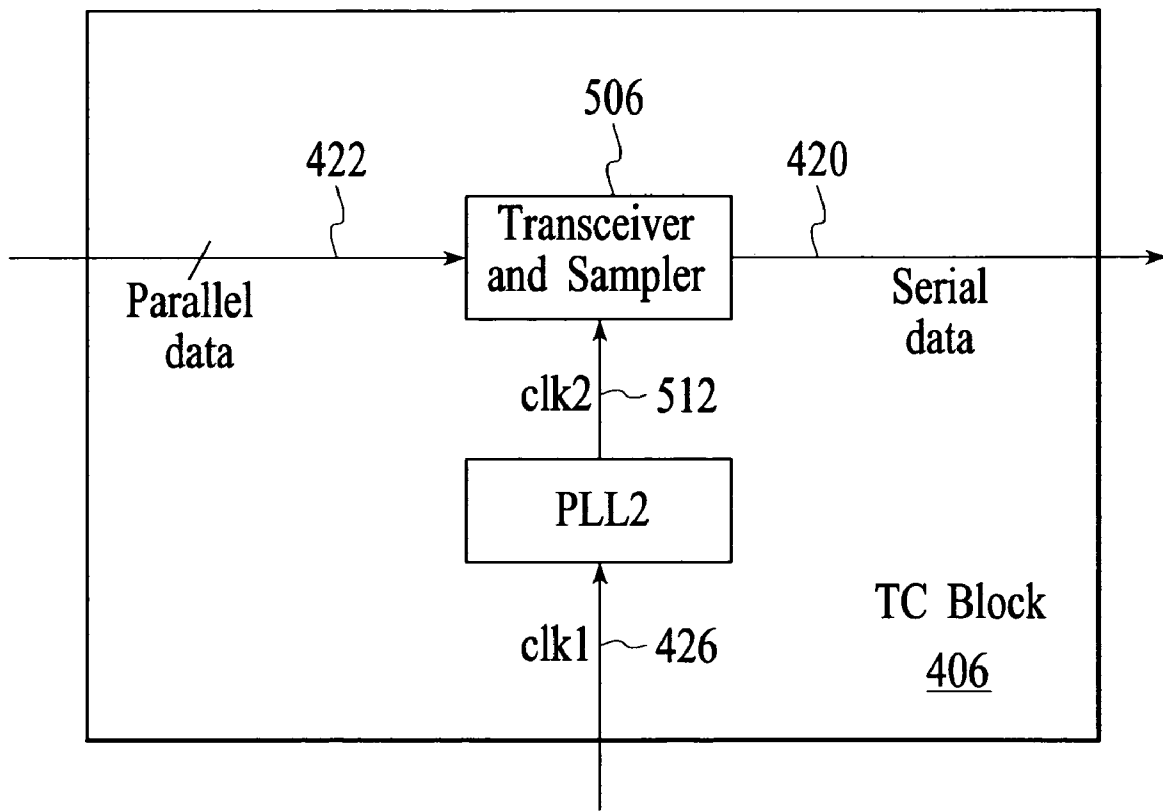 506
422
420
Transceiver
and Sampler
Parallel
data
Serial
data
clk2
512
PLL2
TC Block
406
clk1
426